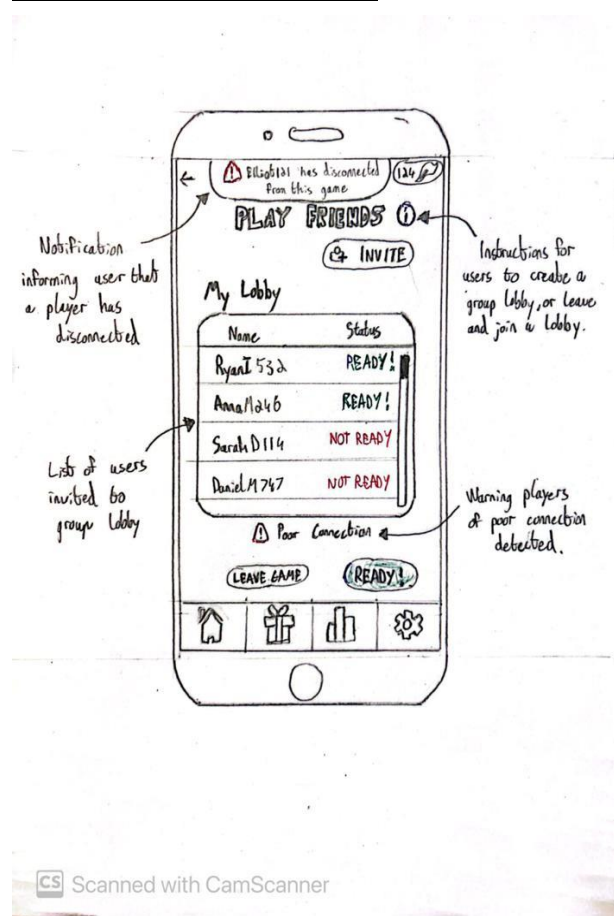 Elliot121 has disconnected
from this game
124
PLAY FRIENDS i
INVITE
Notification
informing user that
a player has
disconnected
Instructions for
users to create a
group lobby, or leave
and join a lobby.
My Lobby
Name Status
RyanI532 READY!
AnnaM246 READY!
SarahD114 NOT READY
DanielM747 NOT READY
List of users
invited to
group lobby
Poor Connection
Warning players
of poor connection
detected.
LEAVE GAME READY!
CS Scanned with CamScanner